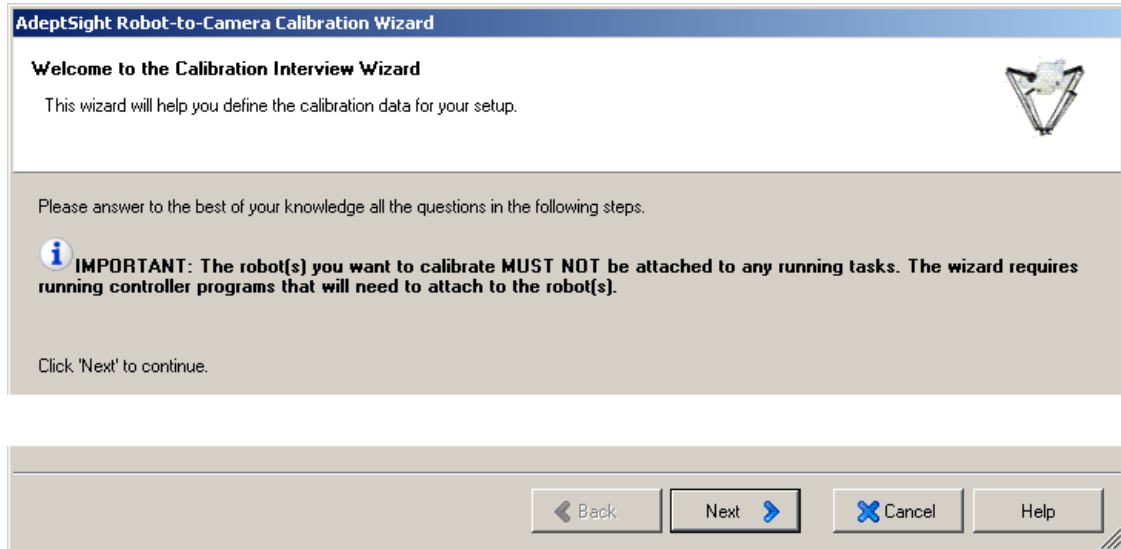 AdeptSight Robot-to-Camera Calibration Wizard
Welcome to the Calibration Interview Wizard
This wizard will help you define the calibration data for your setup.
Please answer to the best of your knowledge all the questions in the following steps.
IMPORTANT: The robot(s) you want to calibrate MUST NOT be attached to any running tasks. The wizard requires
running controller programs that will need to attach to the robot(s).
Click 'Next' to continue.
Back Next Cancel Help